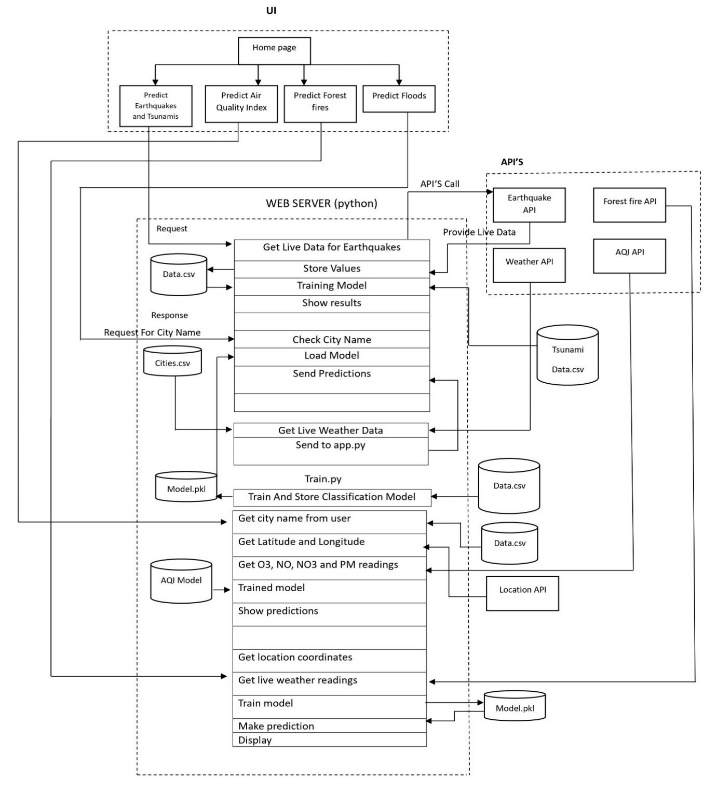 UI
Home page
Predict
Earthquakes
and Tsunamis
Predict Air
Quality Index
Predict Forest
fires
Predict Floods
API'S
API'S Call
Earthquake
API
Forest fire API
WEB SERVER (python)
Request
Provide Live Data
Get Live Data for Earthquakes
Weather API
AQI API
Data.csv
Store Values
Training Model
Show results
Response
Request For City Name
Check City Name
Cities.csv
Load Model
Tsunami
Data.csv
Send Predictions
Get Live Weather Data
Send to app.py
Train.py
Model.pkl
Train And Store Classification Model
Data.csv
Get city name from user
Data.csv
Get Latitude and Longitude
Get O3, NO, NO3 and PM readings
AQI Model
Trained model
Location API
Show predictions
Get location coordinates
Get live weather readings
Train model
Model.pkl
Make prediction
Display